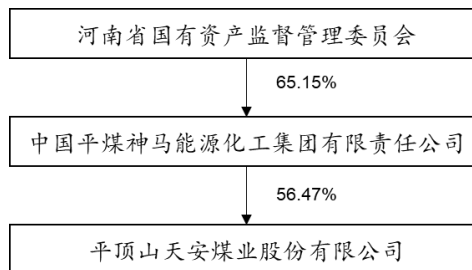 河南省国有资产监督管理委员会
65.15%
中国平煤神马能源化工集团有限责任公司
56.47%
平顶山天安煤业股份有限公司